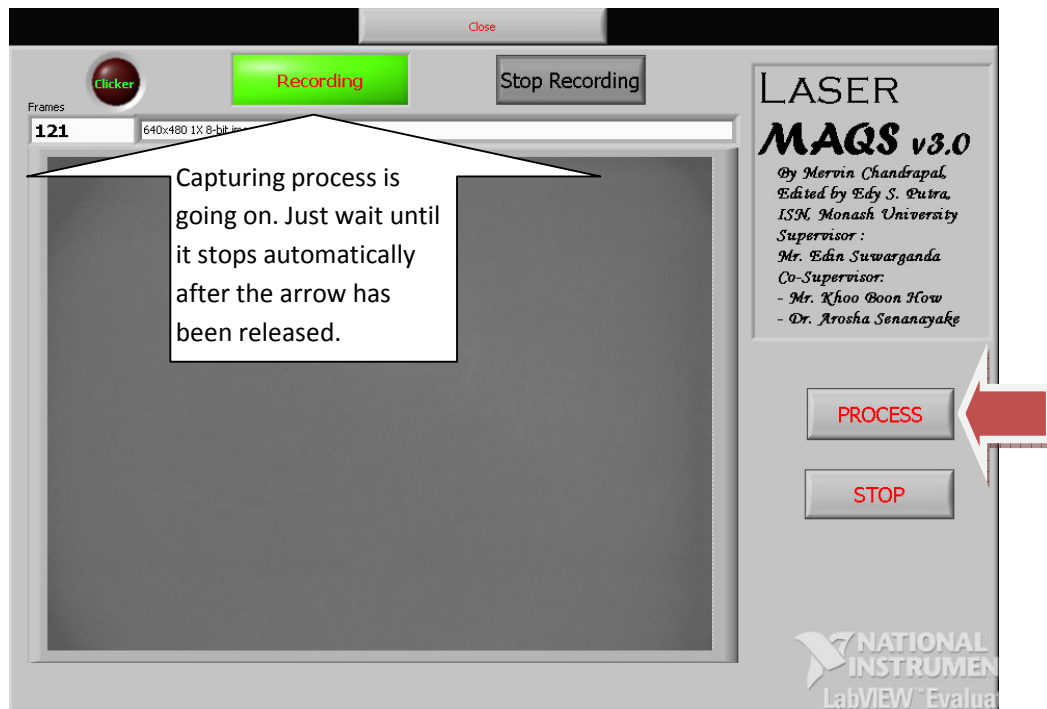 Close
Clicker
Recording
Stop Recording
Frames
121
640x480 1X 8-bit
Capturing process is
going on. Just wait until
it stops automatically
after the arrow has
been released.
LASER
MAQS v3.0
By Mervin Chandrapal,
Edited by Edy S. Putra,
ISN, Monash University
Supervisor :
Mr. Edin Suwarganda
Co-Supervisor:
- Mr. Khoo Boon How
- Dr. Arosha Senanayake
PROCESS
STOP
NATIONAL
INSTRUMEN
LabVIEW™ Evalua